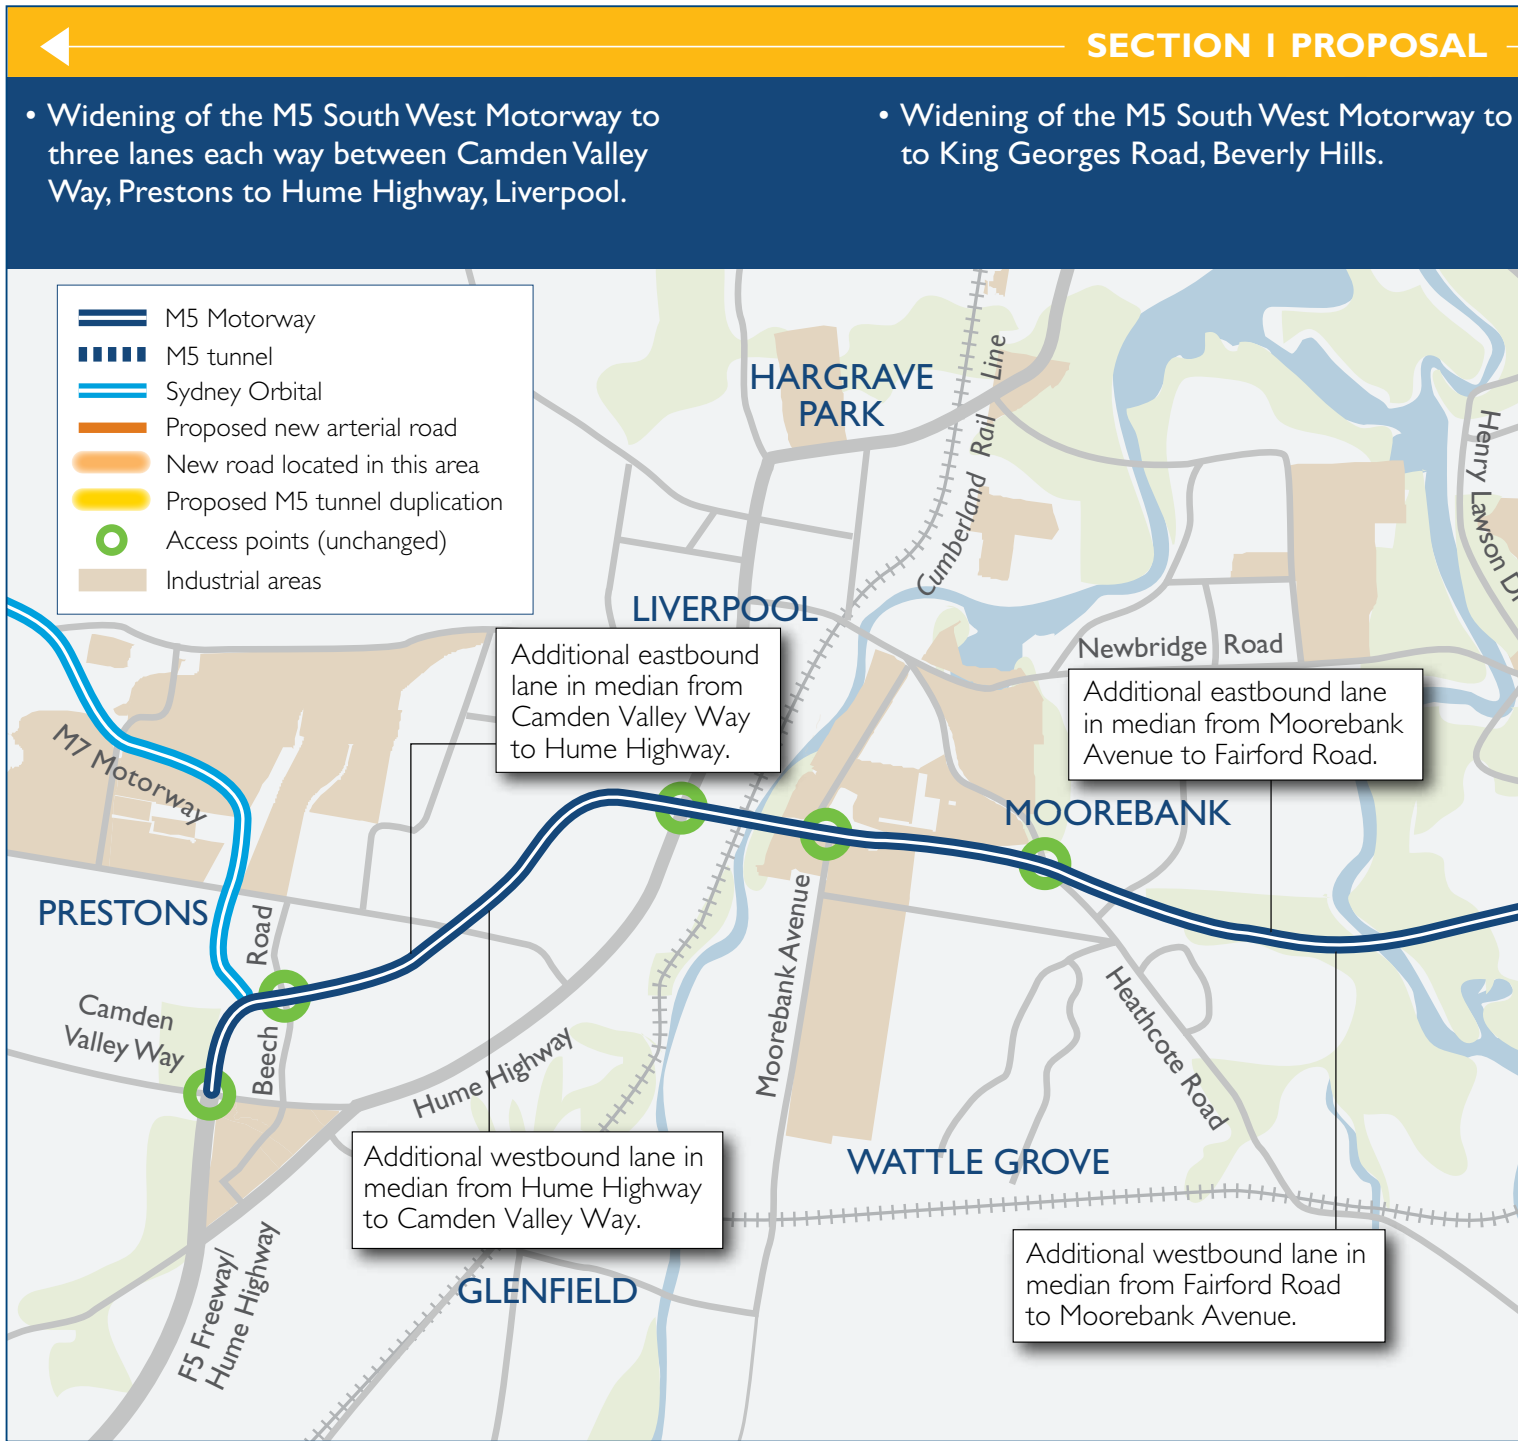 SECTION 1 PROPOSAL
• Widening of the M5 South West Motorway to
three lanes each way between Camden Valley
Way, Prestons to Hume Highway, Liverpool.
• Widening of the M5 South West Motorway to
to King Georges Road, Beverly Hills.
M5 Motorway
M5 tunnel
Sydney Orbital
Proposed new arterial road
New road located in this area
Proposed M5 tunnel duplication
Access points (unchanged)
Industrial areas
HARGRAVE
PARK
Cumberland Rail Line
Henry Lawson Dr
LIVERPOOL
Newbridge Road
Additional eastbound
lane in median from
Camden Valley Way
to Hume Highway.
Additional eastbound lane
in median from Moorebank
Avenue to Fairford Road.
M7 Motorway
MOOREBANK
PRESTONS
Beech Road
Moorebank Avenue
Camden
Valley Way
Hume Highway
Heathcote Road
Additional westbound lane in
median from Hume Highway
to Camden Valley Way.
WATTLE GROVE
F5 Freeway/
Hume Highway
GLENFIELD
Additional westbound lane in
median from Fairford Road
to Moorebank Avenue.